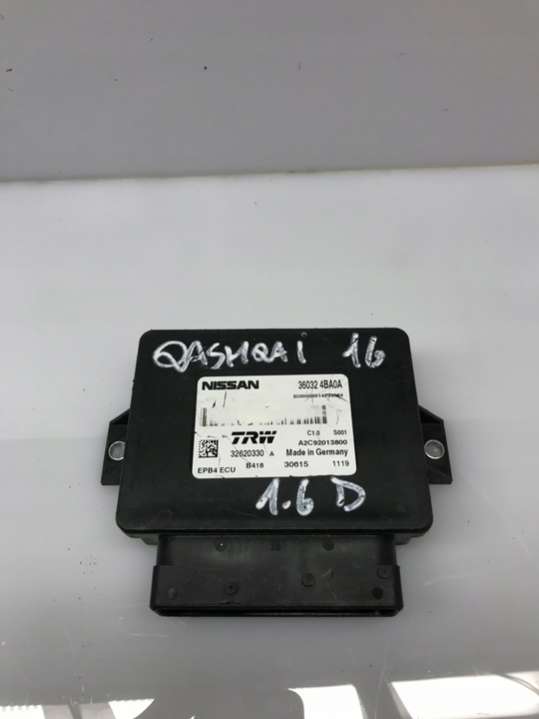 QASHQAI 16
NISSAN 36032 4BA0A
TRW C1.0 S001
A2C92013800
32620330 A Made in Germany
EPB4 ECU B416 30615 1119
1.6 D